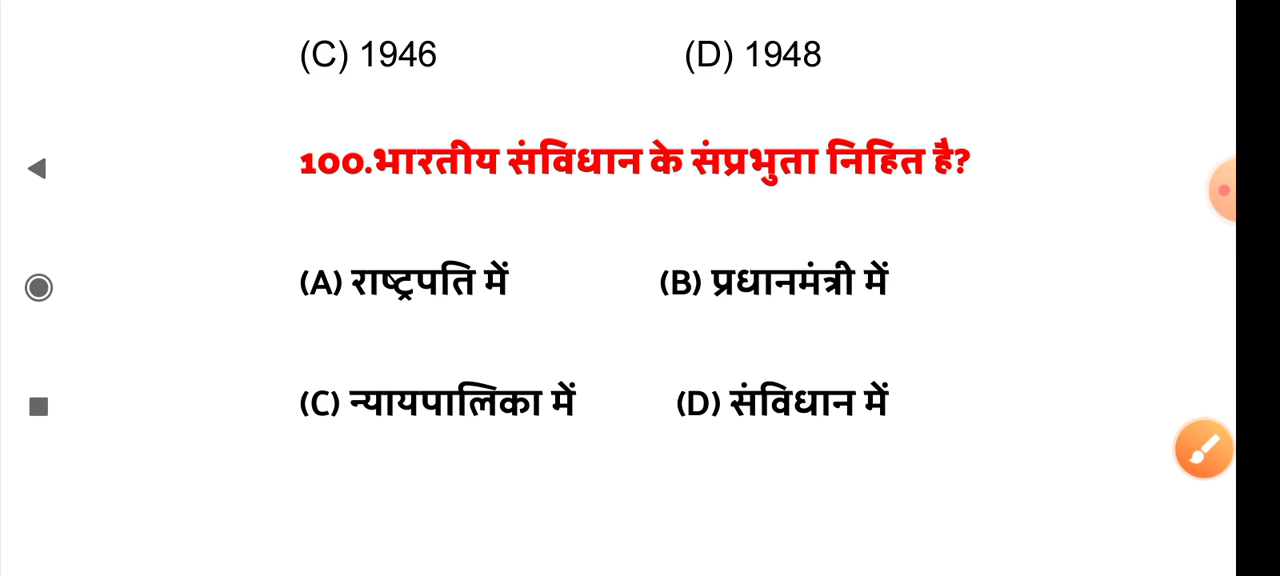 (C) 1946 (D) 1948
100.भारतीय संविधान के संप्रभुता निहित है?
(A) राष्ट्रपति में (B) प्रधानमंत्री में
(C) न्यायपालिका में (D) संविधान में